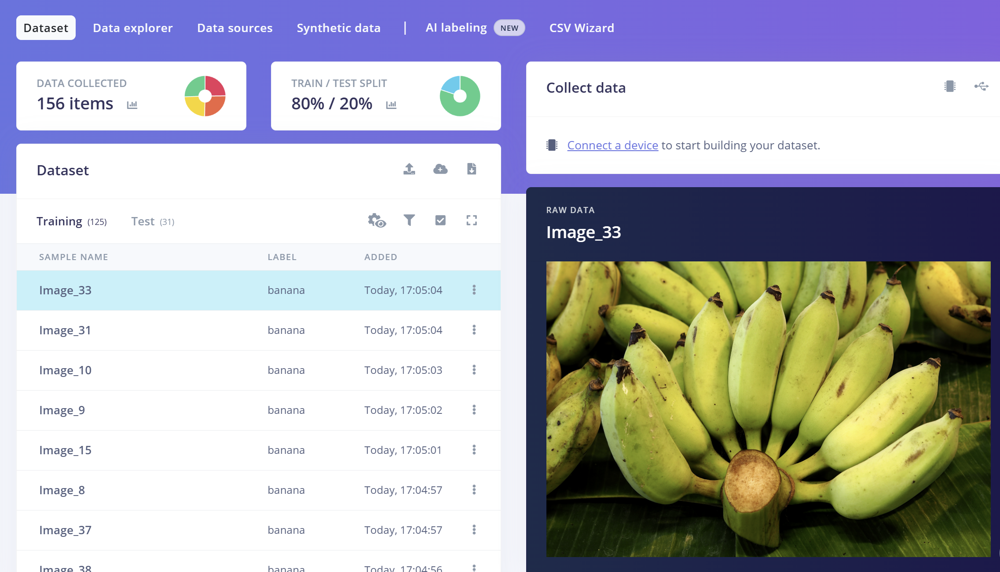 Dataset Data explorer Data sources Synthetic data | AI labeling NEW CSV Wizard
DATA COLLECTED
156 items
TRAIN / TEST SPLIT
80% / 20%
Collect data
Connect a device to start building your dataset.
Dataset
Training (125) Test (31)
SAMPLE NAME LABEL ADDED
Image_33 banana Today, 17:05:04
Image_31 banana Today, 17:05:04
Image_10 banana Today, 17:05:03
Image_9 banana Today, 17:05:02
Image_15 banana Today, 17:05:01
Image_8 banana Today, 17:04:57
Image_37 banana Today, 17:04:57
Image_38 banana Today, 17:04:56
RAW DATA
Image_33